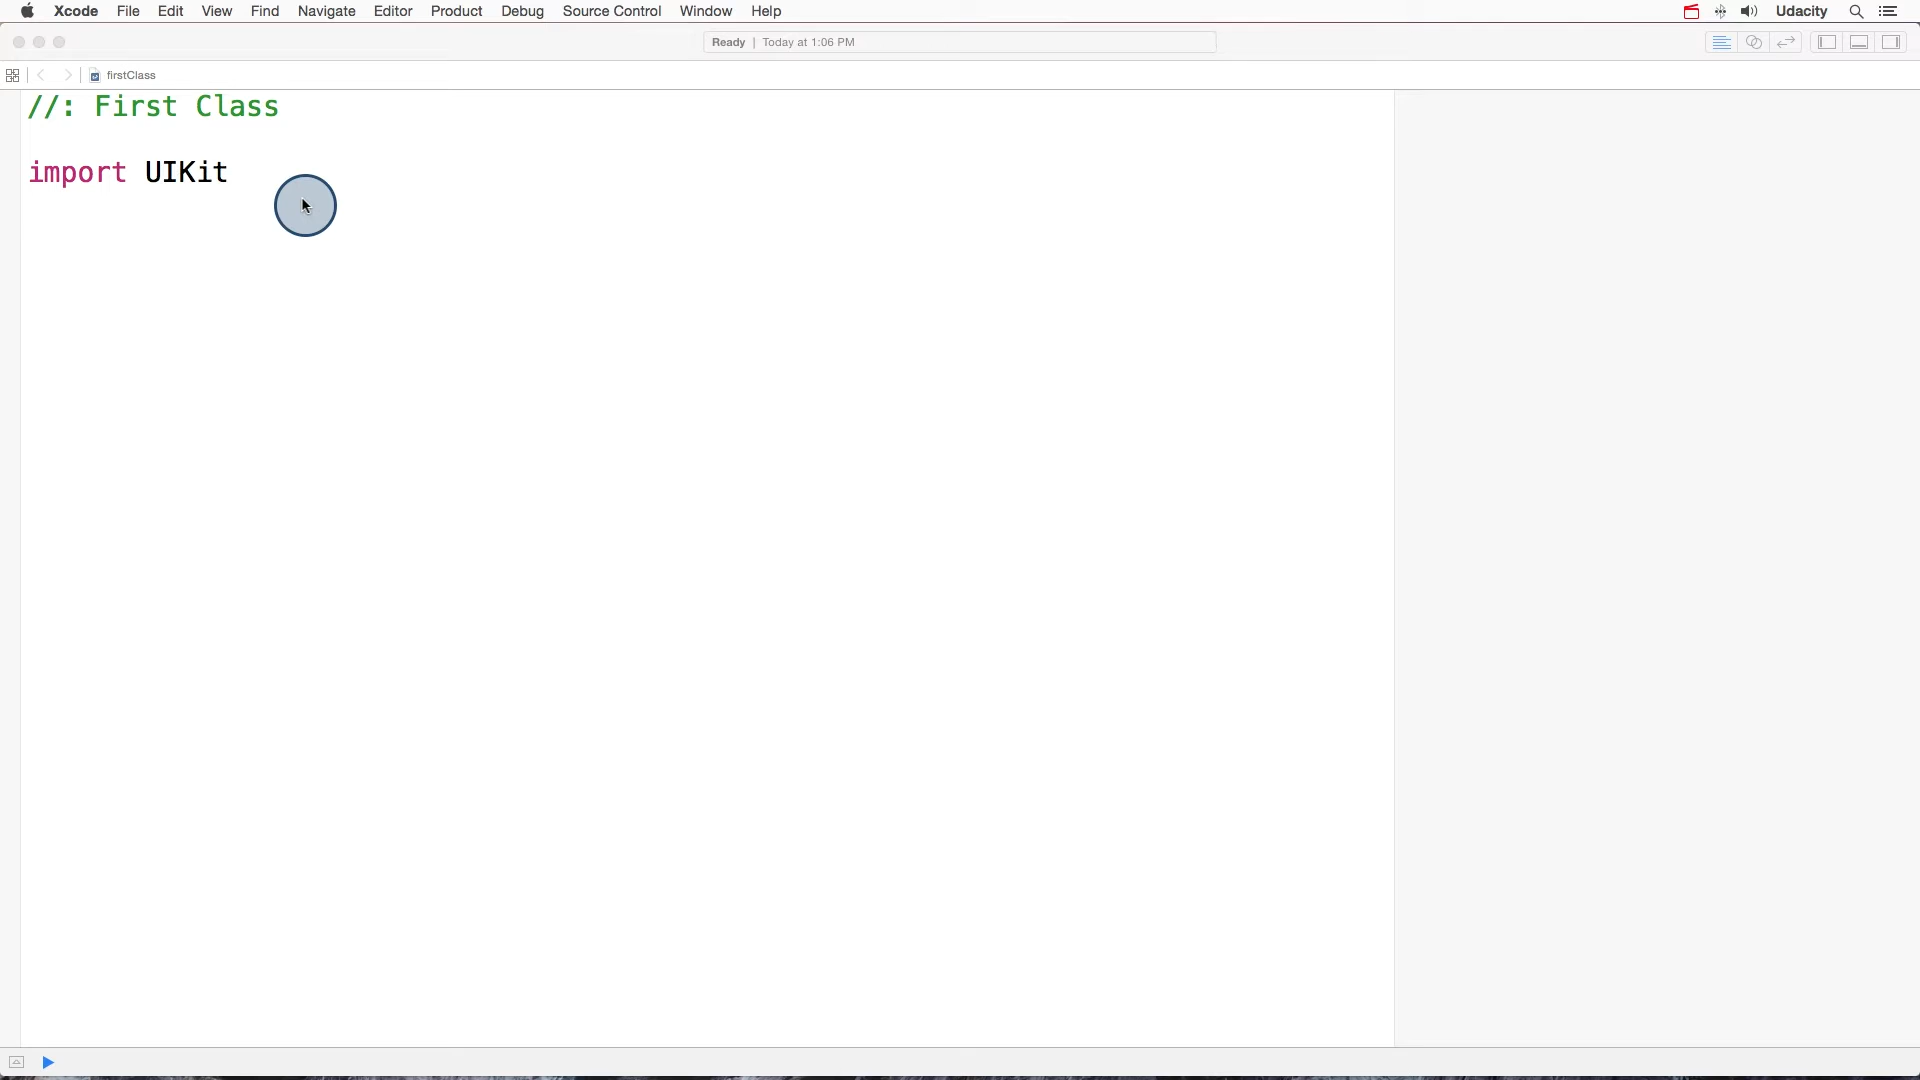 Xcode File Edit View Find Navigate Editor Product Debug Source Control Window Help Udacity
Ready | Today at 1:06 PM
firstClass
//: First Class
import UIKit